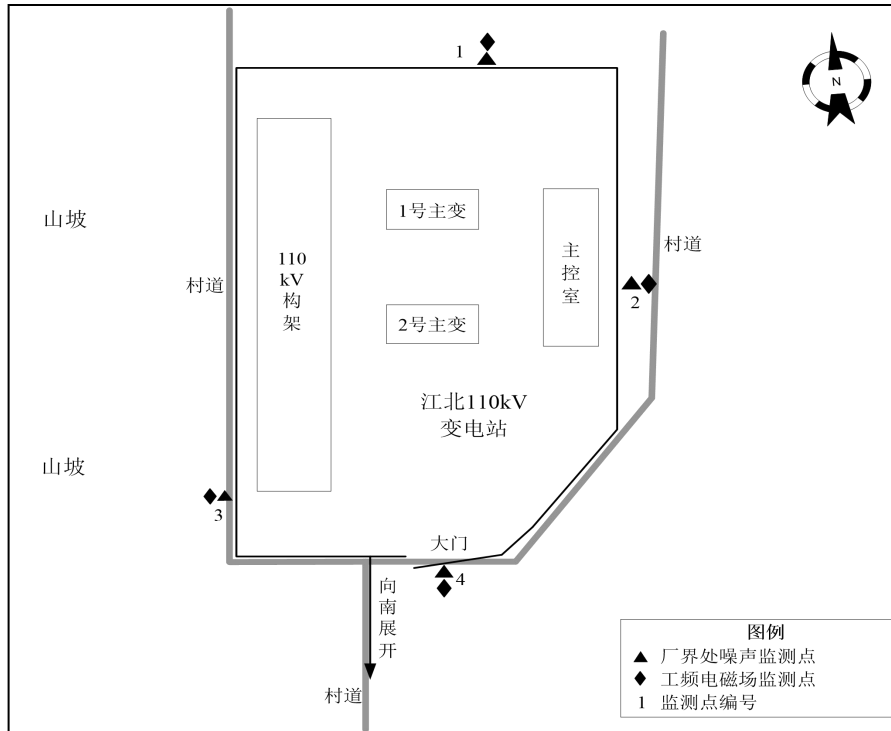 1
N
山坡
1号主变
村道
110
kV
构
架
主
控
室
村道
2
2号主变
江北110kV
变电站
山坡
3
大门
4
向
南
展
开
村道
图例
厂界处噪声监测点
工频电磁场监测点
1 监测点编号